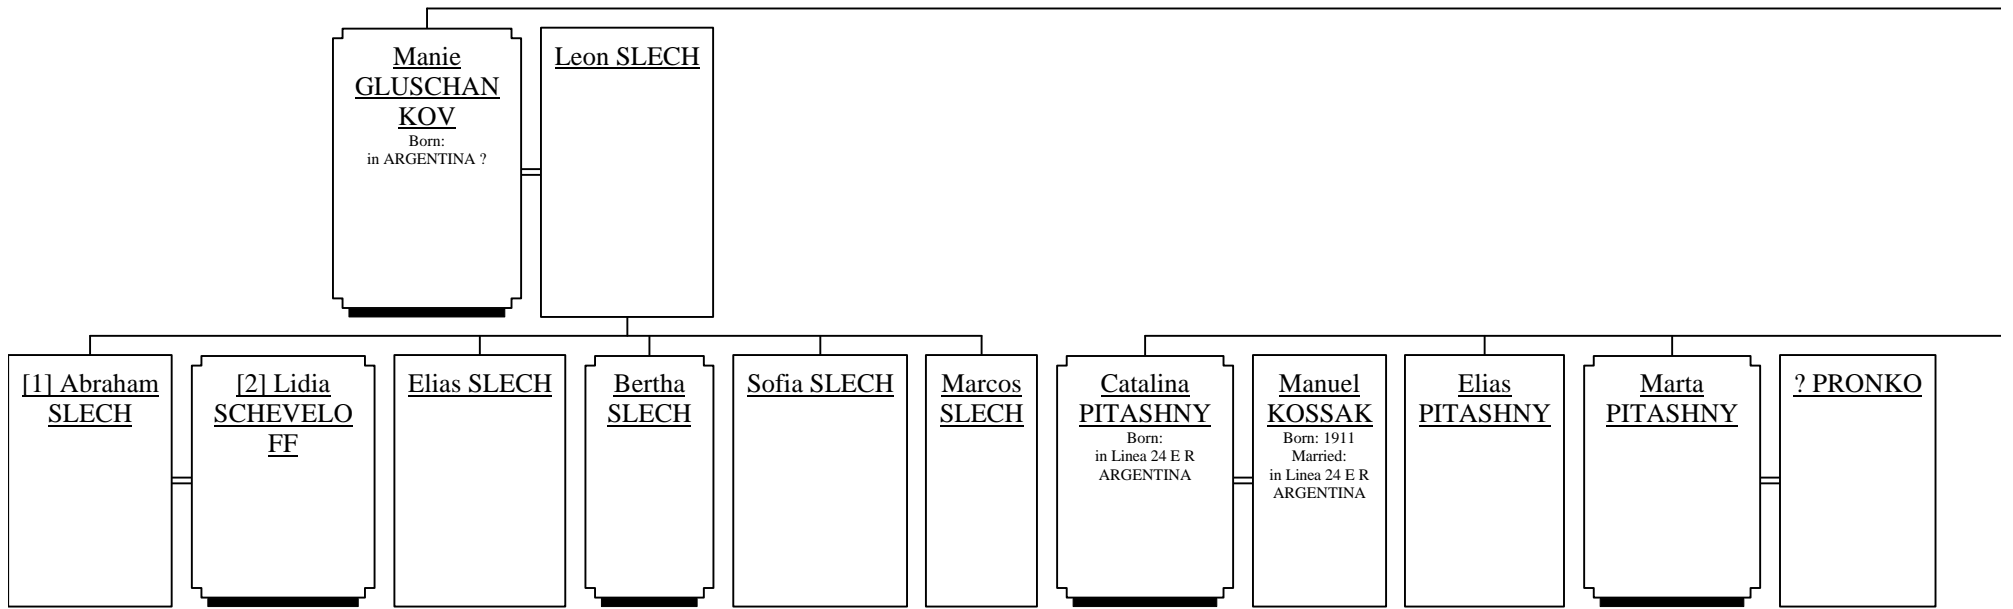 Manie
GLUSCHAN
KOV
Born:
in ARGENTINA ?
Leon SLECH
[1] Abraham
SLECH
[2] Lidia
SCHEVELO
FF
Elias SLECH
Bertha
SLECH
Sofia SLECH
Marcos
SLECH
Catalina
PITASHNY
Born:
in Linea 24 E R
ARGENTINA
Manuel
KOSSAK
Born: 1911
Married:
in Linea 24 E R
ARGENTINA
Elias
PITASHNY
Marta
PITASHNY
? PRONKO